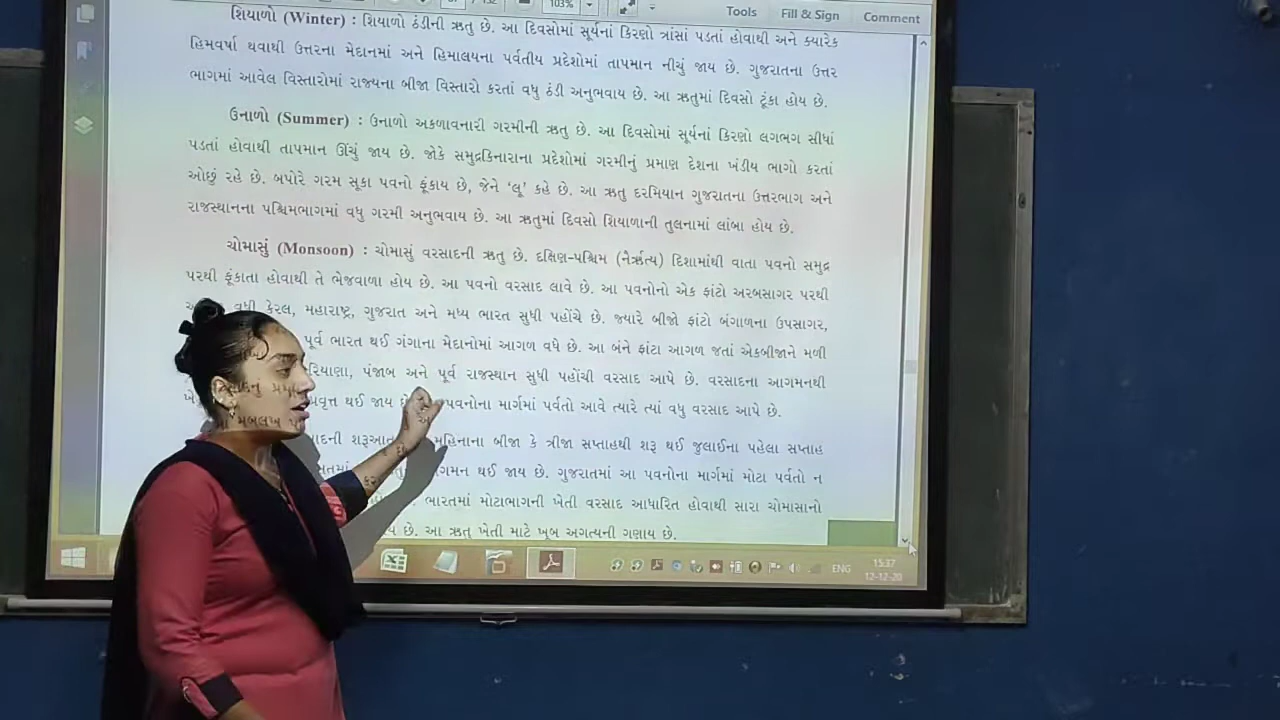 103%
Tools Fill & Sign Comment
શિયાળો (Winter) : શિયાળો ઠંડીની ઋતુ છે. આ દિવસોમાં સૂર્યનાં કિરણો ત્રાંસાં પડતાં હોવાથી અને ક્યારેક
હિમવર્ષા થવાથી ઉત્તરના મેદાનમાં અને હિમાલયના પર્વતીય પ્રદેશોમાં તાપમાન નીચું જાય છે. ગુજરાતના ઉત્તર
ભાગમાં આવેલ વિસ્તારોમાં રાજ્યના બીજા વિસ્તારો કરતાં વધુ ઠંડી અનુભવાય છે. આ ઋતુમાં દિવસો ટૂંકા હોય છે.
ઉનાળો (Summer) : ઉનાળો અકળાવનારી ગરમીની ઋતુ છે. આ દિવસોમાં સૂર્યનાં કિરણો લગભગ સીધાં
પડતાં હોવાથી તાપમાન ઊંચું જાય છે. જોકે સમુદ્રકિનારાના પ્રદેશોમાં ગરમીનું પ્રમાણ દેશના ખંડીય ભાગો કરતાં
ઓછું રહે છે. બપોરે ગરમ સૂકા પવનો ફૂંકાય છે, જેને ‘લૂ’ કહે છે. આ ઋતુ દરમિયાન ગુજરાતના ઉત્તરભાગ અને
રાજસ્થાનના પશ્ચિમભાગમાં વધુ ગરમી અનુભવાય છે. આ ઋતુમાં દિવસો શિયાળાની તુલનામાં લાંબા હોય છે.
ચોમાસું (Monsoon) : ચોમાસું વરસાદની ઋતુ છે. દક્ષિણ-પશ્ચિમ (નૈર્ઋત્ય) દિશામાંથી વાતા પવનો સમુદ્ર
પરથી ફૂંકાતા હોવાથી તે ભેજવાળા હોય છે. આ પવનો વરસાદ લાવે છે. આ પવનોનો એક ફાંટો અરબસાગર પરથી
વધી કેરલ, મહારાષ્ટ્ર, ગુજરાત અને મધ્ય ભારત સુધી પહોંચે છે. જ્યારે બીજો ફાંટો બંગાળના ઉપસાગર,
પૂર્વ ભારત થઈ ગંગાના મેદાનોમાં આગળ વધે છે. આ બંને ફાંટા આગળ જતાં એકબીજાને મળી
રિયાણા, પંજાબ અને પૂર્વ રાજસ્થાન સુધી પહોંચી વરસાદ આપે છે. વરસાદના આગમનથી
થઈ જાય પવનોના માર્ગમાં પર્વતો આવે ત્યારે ત્યાં વધુ વરસાદ આપે છે.
મહિનાના બીજા કે ત્રીજા સપ્તાહથી શરૂ થઈ જુલાઈના પહેલા સપ્તાહ
થઈ જાય છે. ગુજરાતમાં આ પવનોના માર્ગમાં મોટા પર્વતો ન
ભારતમાં મોટાભાગની ખેતી વરસાદ આધારિત હોવાથી સારા ચોમાસાનો
છે. આ ઋતુ ખેતી માટે ખૂબ અગત્યની ગણાય છે.
ENG 15:37
12-12-20